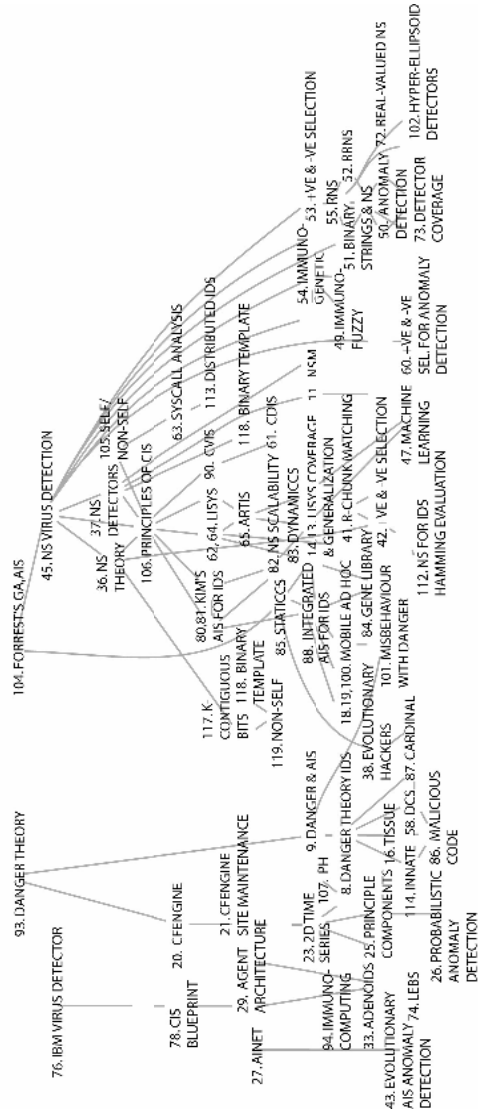 104. FORREST'S GA,AIS
93. DANGER THEORY
76. IBM VIRUS DETECTOR
45. NS VIRUS DETECTION
105. SELF/
NON-SELF
37. NS
DETECTORS
36. NS
THEORY
106. PRINCIPLES OF CIS
63. SYSCALL ANALYSIS
113. DISTRIBUTED IDS
118. BINARY TEMPLATE
90. CVIS
61. CDIS
62, 64. LISYS
65. ARTIS
80,81. KIM'S
AIS FOR IDS
82. NS SCALABILITY
83. DYNAMICCS
85. STATICCS
117. K-
CONTIGUOUS
BITS
118. BINARY
TEMPLATE
119. NON-SELF
20. CFENGINE
21. CFENGINE
SITE MAINTENANCE
78. CIS
BLUEPRINT
29. AGENT
ARCHITECTURE
27. AINET
53. +VE & -VE SELECTION
55. RNS
52. RRNS
54. IMMUNO-
GENETIC
51. BINARY
STRINGS & NS
49. IMMUNO-
FUZZY
50. ANOMALY
DETECTION
72. REAL-VALUED NS
73. DETECTOR
COVERAGE
102. HYPER-ELLIPSOID
DETECTORS
11. NSM
60. +VE & -VE
SEL. FOR ANOMALY
DETECTION
14, 13. LISYS COVERAGE
& GENERALIZATION
41. R-CHUNK MATCHING
42. +VE & -VE SELECTION
47. MACHINE
LEARNING
112. NS FOR IDS
HAMMING EVALUATION
88. INTEGRATED
AIS FOR IDS
18.19,100. MOBILE AD HOC
84. GENE LIBRARY
101. MISBEHAVIOUR
WITH DANGER
38. EVOLUTIONARY
HACKERS
9. DANGER & AIS
8. DANGER THEORY IDS
16. TISSUE
58. DCS
87. CARDINAL
114. INNATE
86. MALICIOUS
CODE
107. PH
23. 2D TIME
SERIES
25. PRINCIPLE
COMPONENTS
26. PROBABILISTIC
ANOMALY
DETECTION
94. IMMUNO-
COMPUTING
33. ADENOIDS
74. LEBS
43. EVOLUTIONARY
AIS ANOMALY
DETECTION